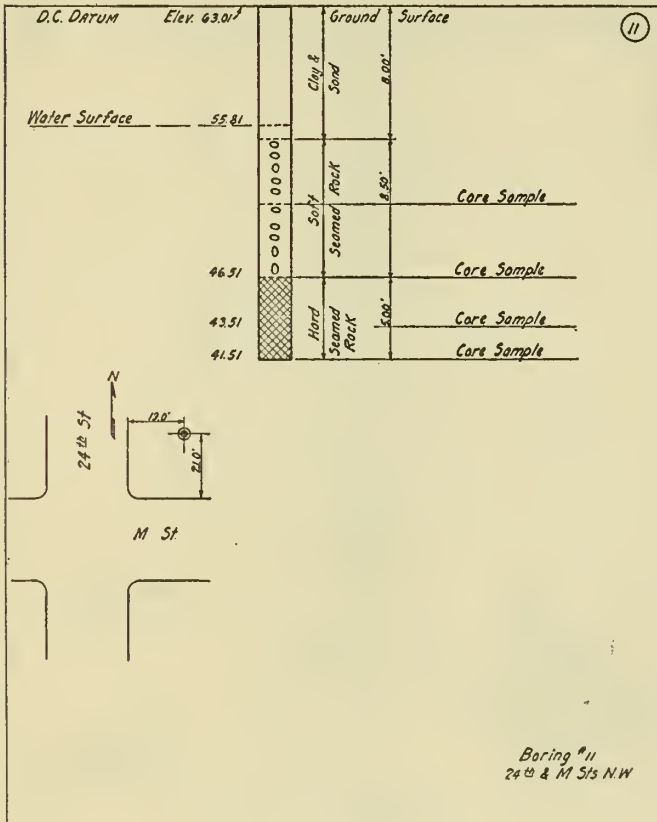 D.C. DATUM Elev. 63.01' Ground Surface
11
Clay & Sand
8.00'
Water Surface 55.81
Soft Seamed Rock
8.50'
Core Sample
46.51 Core Sample
Hard Seamed Rock
5.00'
43.51 Core Sample
41.51 Core Sample
N
24th St
21.0'
M St.
Boring #11
24th & M Sts N.W